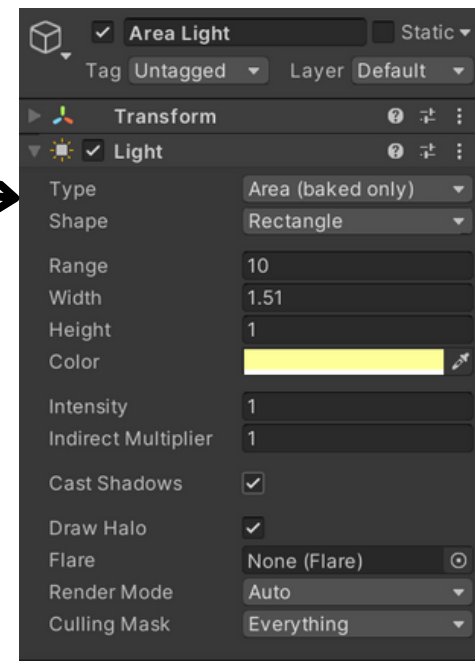 Area Light Static
Tag Untagged Layer Default
Transform
Light
Type Area (baked only)
Shape Rectangle
Range 10
Width 1.51
Height 1
Color
Intensity 1
Indirect Multiplier 1
Cast Shadows
Draw Halo
Flare None (Flare)
Render Mode Auto
Culling Mask Everything